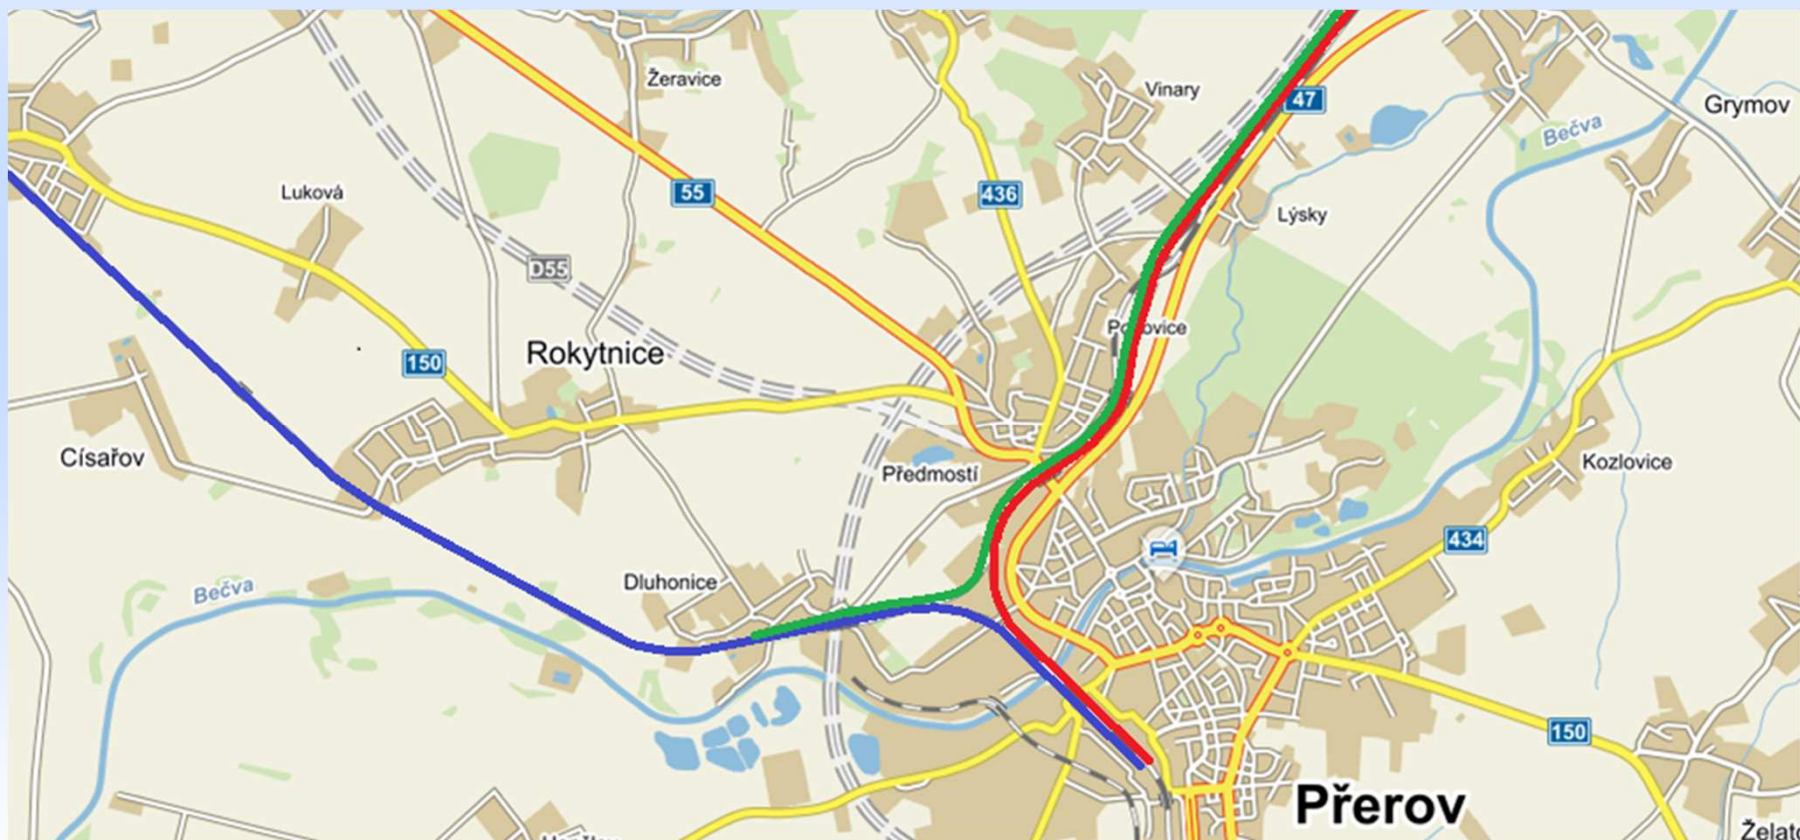 Žeravice
Vinary
47
Grymov
Bečva
Luková
55
436
Lýsky
D55
150
Rokytnice
Císařov
Předmostí
Kozlovice
434
Dluhonice
Bečva
150
Přerov